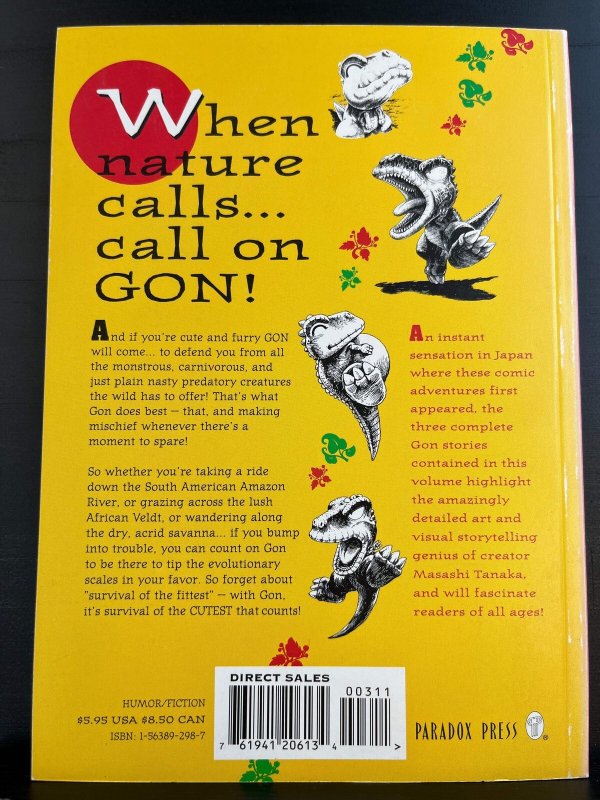 When
nature
calls...
call on
GON!
And if you're cute and furry GON
will come... to defend you from all
the monstrous, carnivorous, and
just plain nasty predatory creatures
the wild has to offer! That's what
Gon does best — that, and making
mischief whenever there's a
moment to spare!
So whether you're taking a ride
down the South American Amazon
River, or grazing across the lush
African Veldt, or wandering along
the dry, acrid savanna... if you bump
into trouble, you can count on Gon
to be there to tip the evolutionary
scales in your favor. So forget about
"survival of the fittest" — with Gon,
it's survival of the CUTEST that counts!
An instant
sensation in Japan
where these comic
adventures first
appeared, the
three complete
Gon stories
contained in this
volume highlight
the amazingly
detailed art and
visual storytelling
genius of creator
Masashi Tanaka,
and will fascinate
readers of all ages!
HUMOR/FICTION
$5.95 USA $8.50 CAN
ISBN: 1-56389-298-7
DIRECT SALES
00311
7 61941 20613 4 >
PARADOX PRESS ®